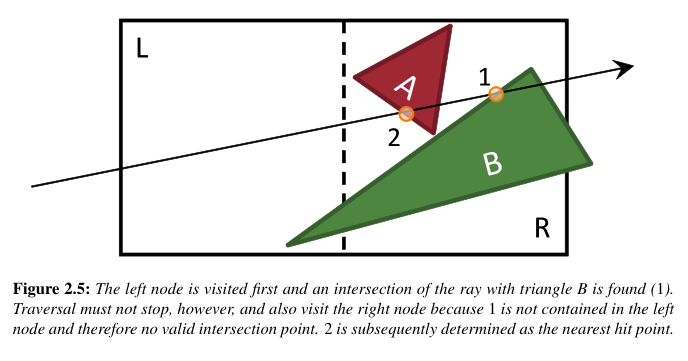 L
A
1
2
B
R
Figure 2.5: The left node is visited first and an intersection of the ray with triangle B is found (1).
Traversal must not stop, however, and also visit the right node because 1 is not contained in the left
node and therefore no valid intersection point. 2 is subsequently determined as the nearest hit point.